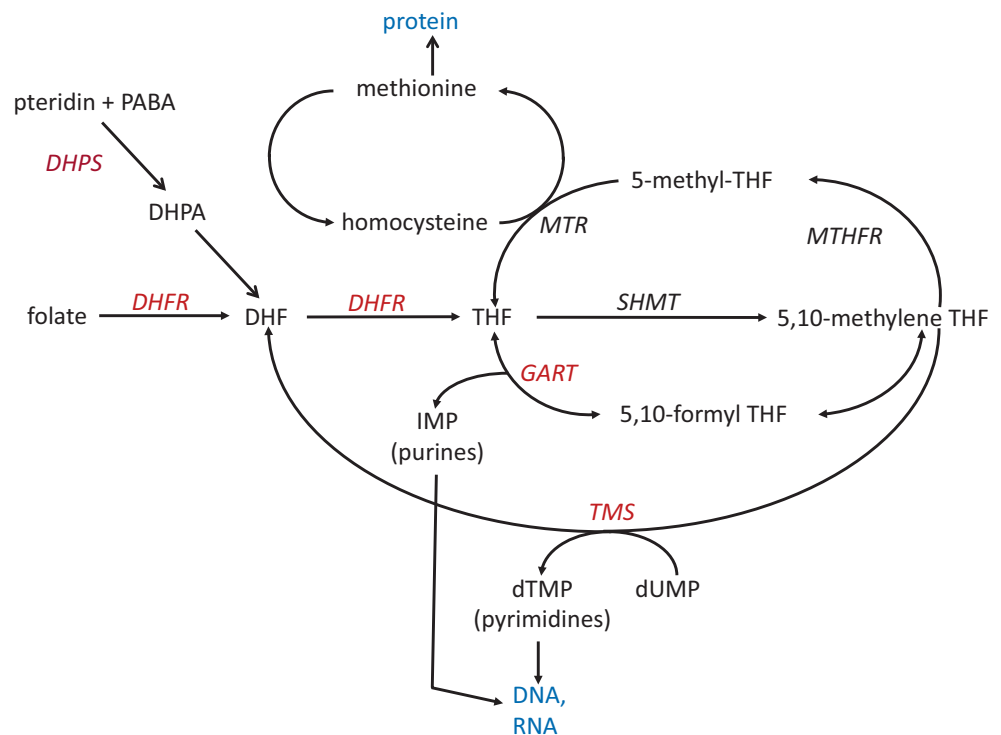 protein
methionine
pteridin + PABA
DHPS
DHPA
5-methyl-THF
homocysteine
MTR
MTHFR
folate
DHFR
DHF
DHFR
THF
SHMT
5,10-methylene THF
GART
IMP
(purines)
5,10-formyl THF
TMS
dTMP
(pyrimidines)
dUMP
DNA,
RNA